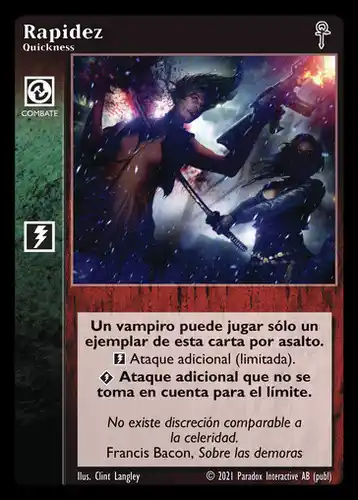 Rapidez
Quickness
COMBATE
Un vampiro puede jugar sólo un
ejemplar de esta carta por asalto.
Ataque adicional (limitada).
Ataque adicional que no se
toma en cuenta para el límite.
No existe discreción comparable a
la celeridad.
Francis Bacon, Sobre las demoras
Ilus. Clint Langley
© 2021 Paradox Interactive AB (publ)